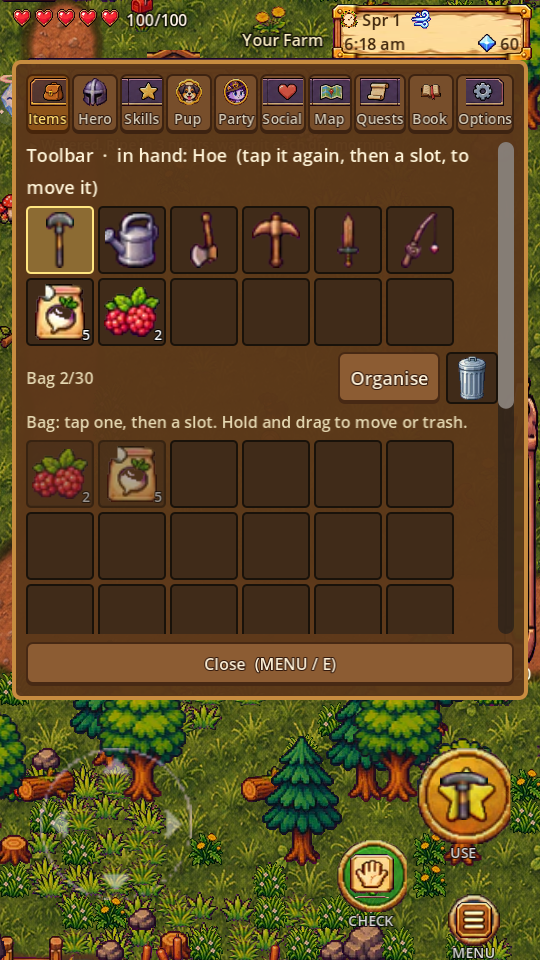 100/100
Your Farm
Spr 1
6:18 am
60
Items
Hero
Skills
Pup
Party
Social
Map
Quests
Book
Options
Toolbar · in hand: Hoe (tap it again, then a slot, to
move it)
5
2
Bag 2/30
Organise
Bag: tap one, then a slot. Hold and drag to move or trash.
2
5
Close (MENU / E)
USE
CHECK
MENU